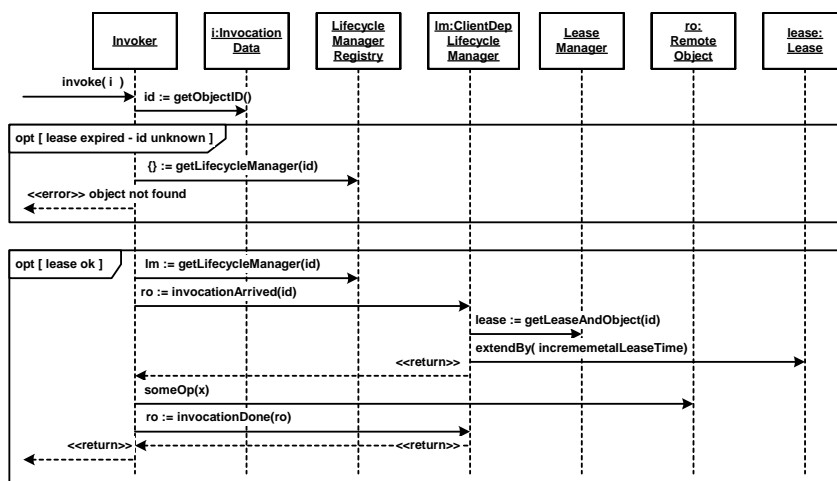 Invoker
i:Invocation
Data
Lifecycle
Manager
Registry
lm:ClientDep
Lifecycle
Manager
Lease
Manager
ro:
Remote
Object
lease:
Lease
invoke( i )
id := getObjectID()
opt [ lease expired - id unknown ]
{} := getLifecycleManager(id)
<<error>> object not found
opt [ lease ok ]
lm := getLifecycleManager(id)
ro := invocationArrived(id)
lease := getLeaseAndObject(id)
extendBy( incrememetalLeaseTime)
<<return>>
someOp(x)
ro := invocationDone(ro)
<<return>>
<<return>>